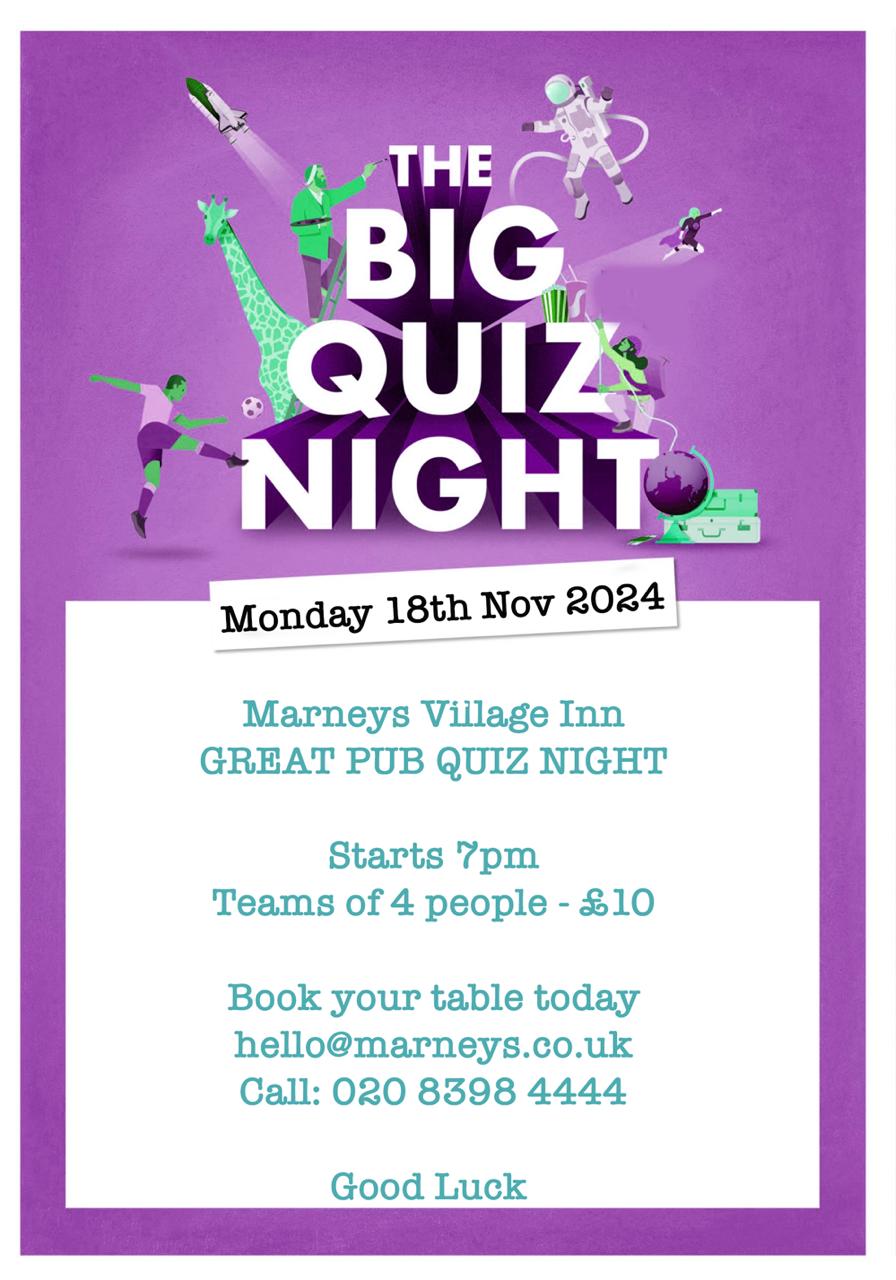 THE
BIG
QUIZ
NIGHT
Monday 18th Nov 2024
Marneys Village Inn
GREAT PUB QUIZ NIGHT
Starts 7pm
Teams of 4 people - £10
Book your table today
hello@marneys.co.uk
Call: 020 8398 4444
Good Luck